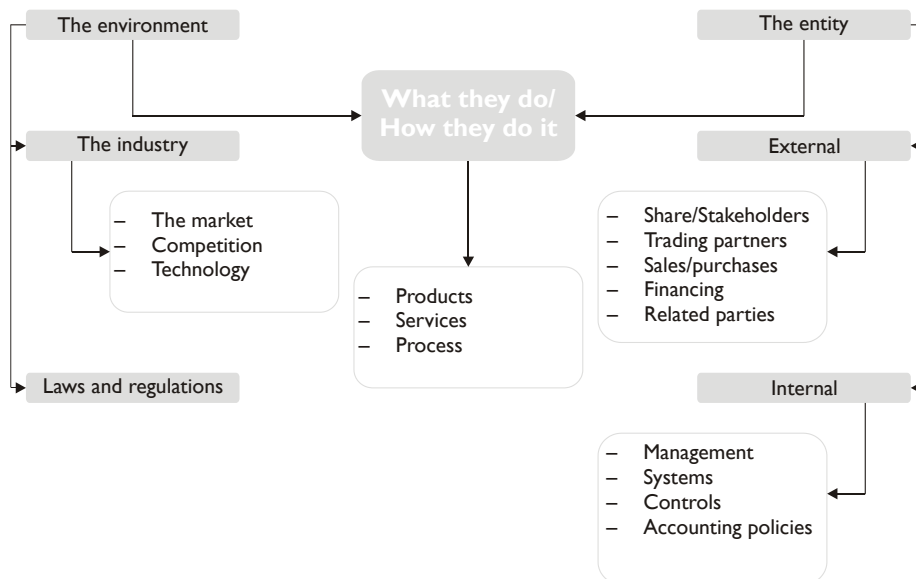 The environment
The entity
What they do/
How they do it
The industry
External
– The market
– Competition
– Technology
– Share/Stakeholders
– Trading partners
– Sales/purchases
– Financing
– Related parties
– Products
– Services
– Process
Laws and regulations
Internal
– Management
– Systems
– Controls
– Accounting policies